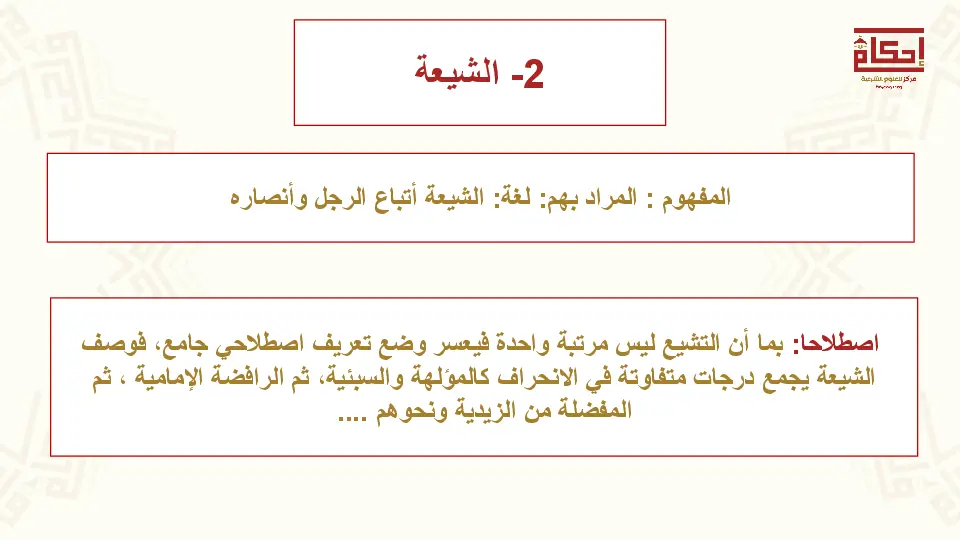 2- الشيعة
إحكام
مركز للعلوم الشرعية
المفهوم : المراد بهم: لغة: الشيعة أتباع الرجل وأنصاره
اصطلاحا: بما أن التشيع ليس مرتبة واحدة فيعسر وضع تعريف اصطلاحي جامع، فوصف
الشيعة يجمع درجات متفاوتة في الانحراف كالمؤلهة والسبئية، ثم الرافضة الإمامية ، ثم
المفضلة من الزيدية ونحوهم ....